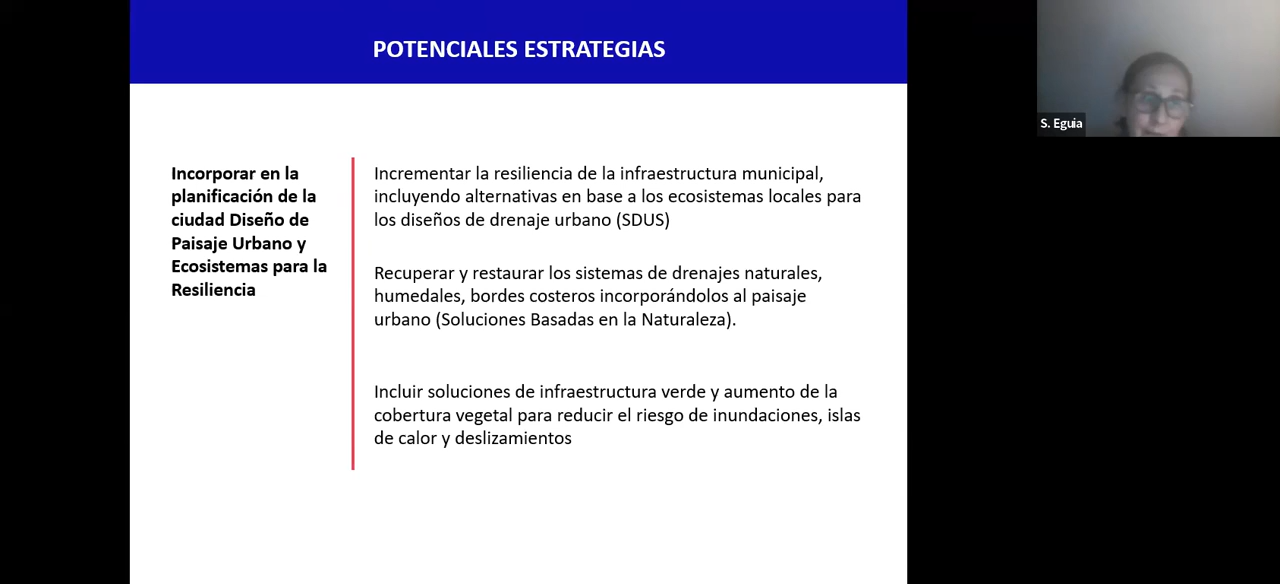 POTENCIALES ESTRATEGIAS
S. Eguia
Incorporar en la
planificación de la
ciudad Diseño de
Paisaje Urbano y
Ecosistemas para la
Resiliencia
Incrementar la resiliencia de la infraestructura municipal,
incluyendo alternativas en base a los ecosistemas locales para
los diseños de drenaje urbano (SDUS)
Recuperar y restaurar los sistemas de drenajes naturales,
humedales, bordes costeros incorporándolos al paisaje
urbano (Soluciones Basadas en la Naturaleza).
Incluir soluciones de infraestructura verde y aumento de la
cobertura vegetal para reducir el riesgo de inundaciones, islas
de calor y deslizamientos